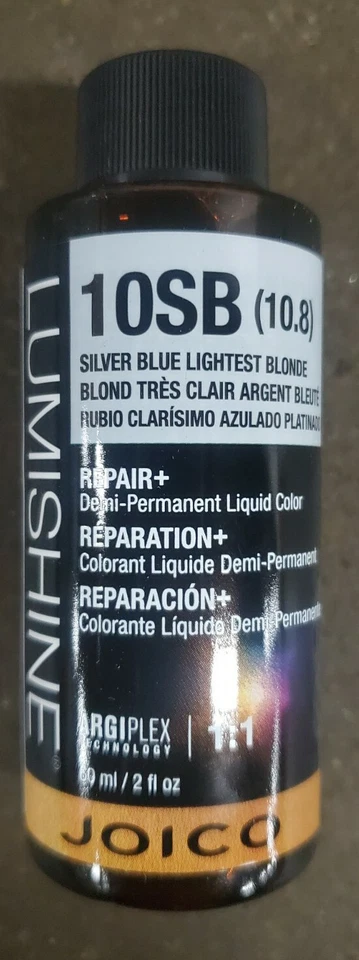 LUMISHINE
10SB (10.8)
SILVER BLUE LIGHTEST BLONDE
BLOND TRÈS CLAIR ARGENT BLEUTÉ
RUBIO CLARÍSIMO AZULADO PLATINADO
REPAIR+
Demi-Permanent Liquid Color
RÉPARATION+
Colorant Liquide Demi-Permanent
REPARACIÓN+
Colorante Líquido Demi-Permanente
ARGIPLEX
TECHNOLOGY
1:1
60 ml / 2 fl oz
JOICO